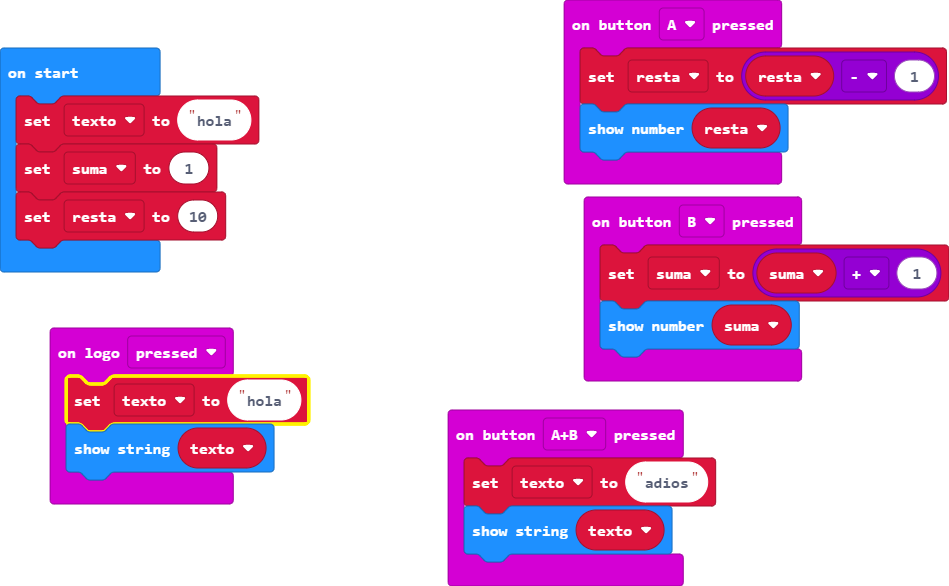 on start
set texto to "hola"
set suma to 1
set resta to 10
on logo pressed
set texto to "hola"
show string texto
on button A pressed
set resta to resta - 1
show number resta
on button B pressed
set suma to suma + 1
show number suma
on button A+B pressed
set texto to "adios"
show string texto